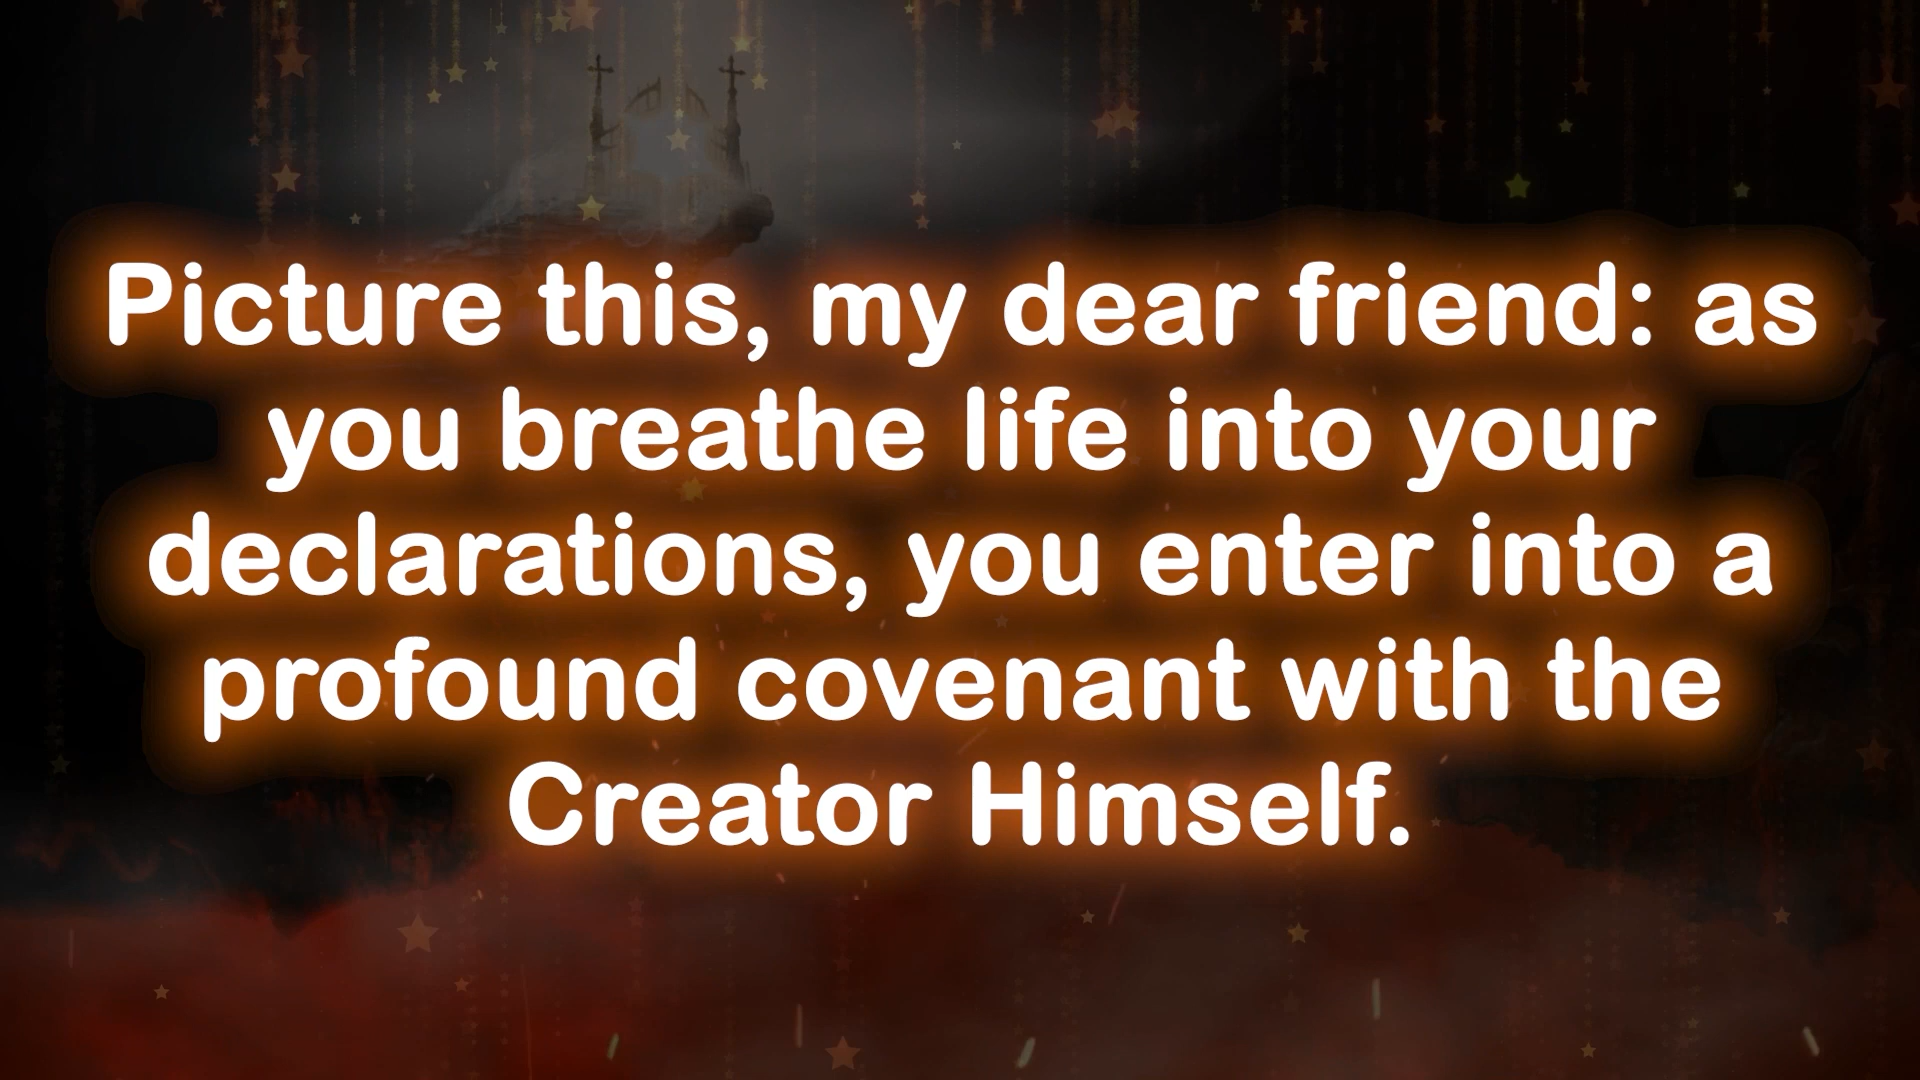 Picture this, my dear friend: as
you breathe life into your
declarations, you enter into a
profound covenant with the
Creator Himself.